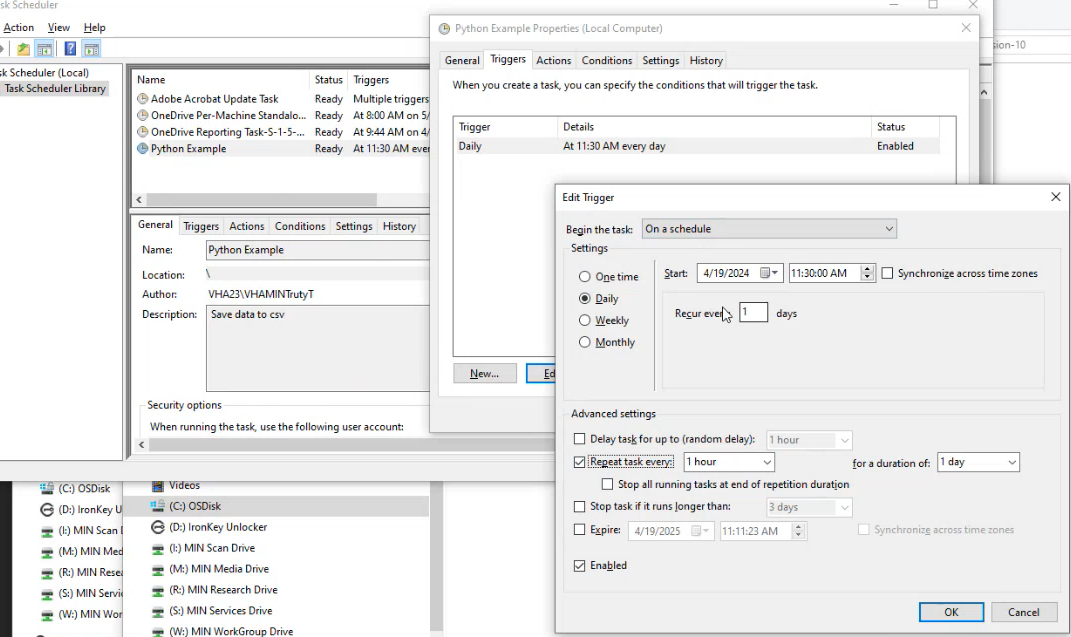 sk Scheduler
Action View Help
sk Scheduler (Local)
Task Scheduler Library
Name Status Triggers
Adobe Acrobat Update Task Ready Multiple triggers
OneDrive Per-Machine Standalo... Ready At 8:00 AM on 5/
OneDrive Reporting Task-S-1-5-... Ready At 9:44 AM on 4/
Python Example Ready At 11:30 AM ever
General Triggers Actions Conditions Settings History
Name: Python Example
Location: \
Author: VHA23\VHAMINTrutyT
Description: Save data to csv
Security options
When running the task, use the following user account:
Python Example Properties (Local Computer)
sion-10
General Triggers Actions Conditions Settings History
When you create a task, you can specify the conditions that will trigger the task.
Trigger Details Status
Daily At 11:30 AM every day Enabled
New... Ed
Edit Trigger
Begin the task: On a schedule
Settings
One time
Daily
Weekly
Monthly
Start: 4/19/2024 11:30:00 AM Synchronize across time zones
Recur ever 1 days
Advanced settings
Delay task for up to (random delay): 1 hour
Repeat task every: 1 hour for a duration of: 1 day
Stop all running tasks at end of repetition duration
Stop task if it runs longer than: 3 days
Expire: 4/19/2025 11:11:23 AM Synchronize across time zones
Enabled
OK Cancel
(C:) OSDisk
(D:) IronKey U
(I:) MIN Scan D
(M:) MIN Med
(R:) MIN Resea
(S:) MIN Servic
(W:) MIN Wor
Videos
(C:) OSDisk
(D:) IronKey Unlocker
(I:) MIN Scan Drive
(M:) MIN Media Drive
(R:) MIN Research Drive
(S:) MIN Services Drive
(W:) MIN WorkGroup Drive